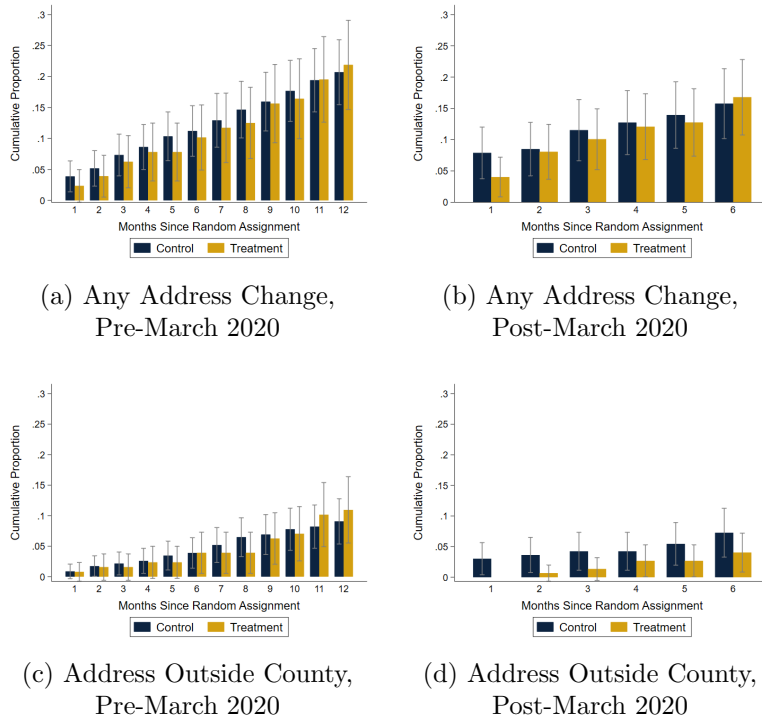 .3
.25
.2
.15
.1
.05
0
Cumulative Proportion
1 2 3 4 5 6 7 8 9 10 11 12
Months Since Random Assignment
Control Treatment
(a) Any Address Change,
Pre-March 2020
.3
.25
.2
.15
.1
.05
0
Cumulative Proportion
1 2 3 4 5 6
Months Since Random Assignment
Control Treatment
(b) Any Address Change,
Post-March 2020
.3
.25
.2
.15
.1
.05
0
Cumulative Proportion
1 2 3 4 5 6 7 8 9 10 11 12
Months Since Random Assignment
Control Treatment
(c) Address Outside County,
Pre-March 2020
.3
.25
.2
.15
.1
.05
0
Cumulative Proportion
1 2 3 4 5 6
Months Since Random Assignment
Control Treatment
(d) Address Outside County,
Post-March 2020